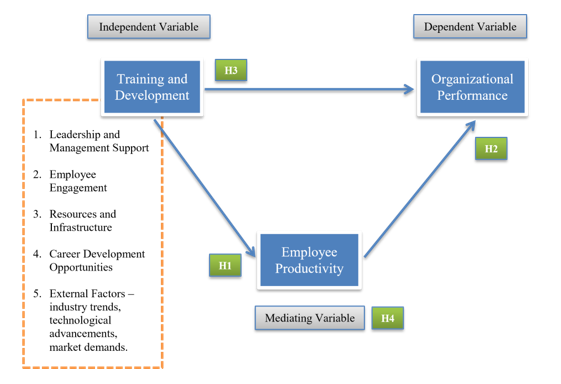 Independent Variable
Dependent Variable
Training and
Development
H3
Organizational
Performance
1. Leadership and
Management Support
2. Employee
Engagement
3. Resources and
Infrastructure
4. Career Development
Opportunities
5. External Factors –
industry trends,
technological
advancements,
market demands.
H2
H1
Employee
Productivity
Mediating Variable
H4